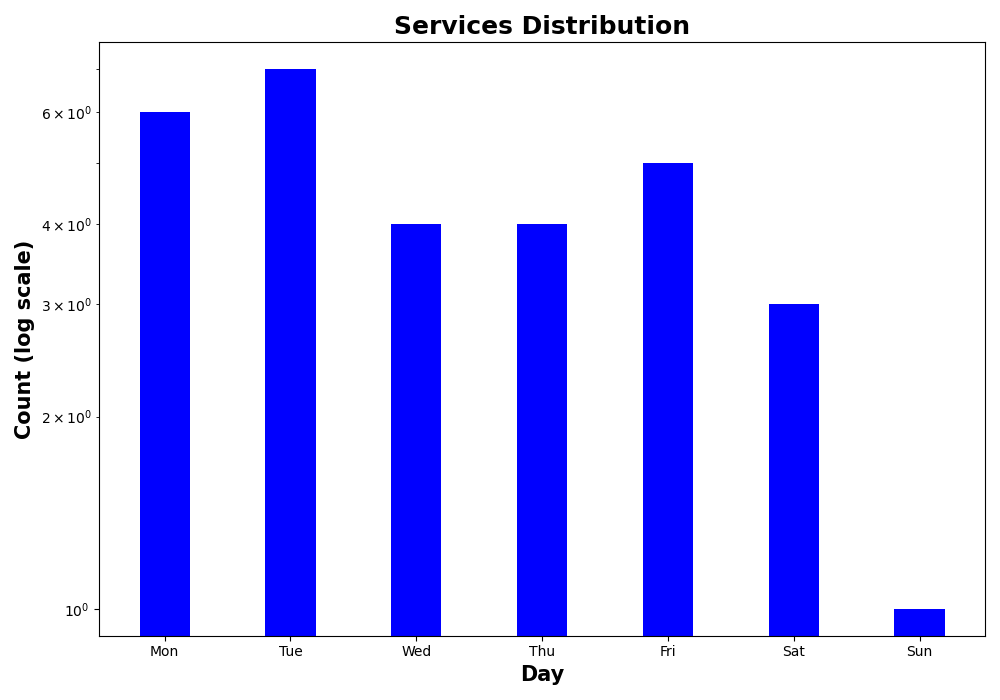 Services Distribution
Count (log scale)
6 × 10⁰
4 × 10⁰
3 × 10⁰
2 × 10⁰
10⁰
Mon Tue Wed Thu Fri Sat Sun
Day